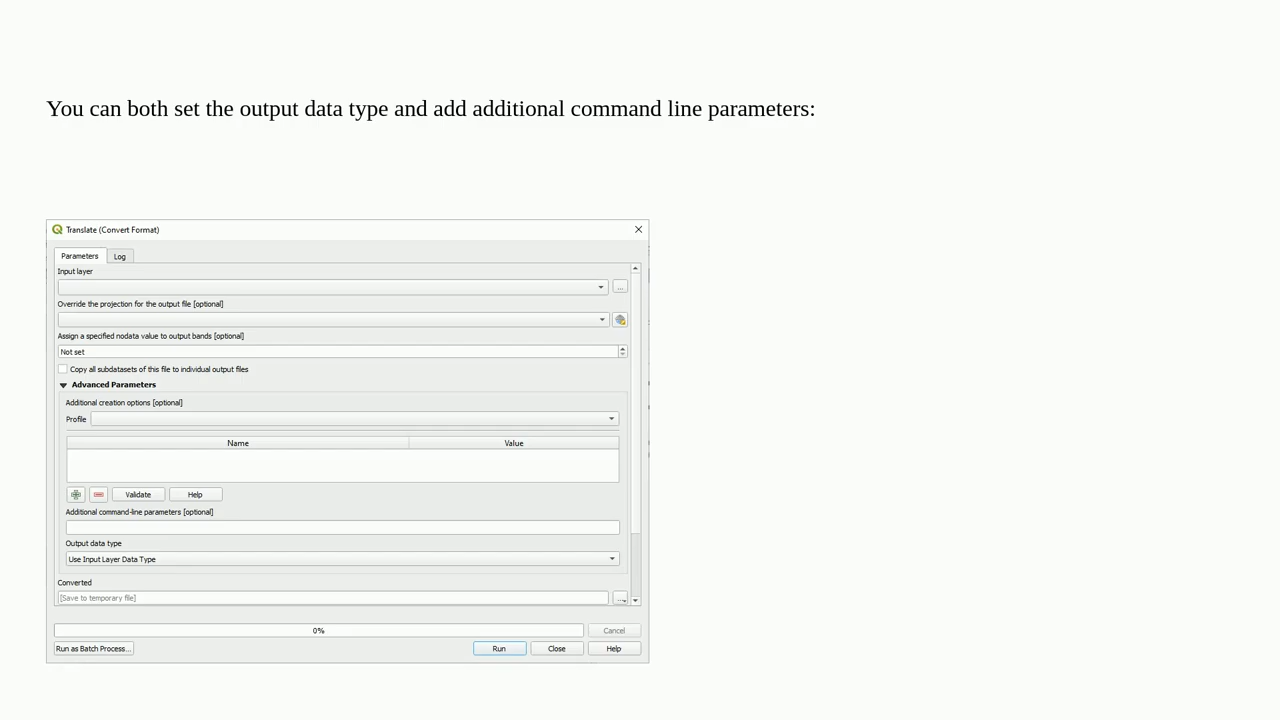 You can both set the output data type and add additional command line parameters:
Translate (Convert Format)
Parameters
Log
Input layer
...
Override the projection for the output file [optional]
Assign a specified nodata value to output bands [optional]
Not set
Copy all subdatasets of this file to individual output files
Advanced Parameters
Additional creation options [optional]
Profile
Name
Value
Validate
Help
Additional command-line parameters [optional]
Output data type
Use Input Layer Data Type
Converted
[Save to temporary file]
...
0%
Cancel
Run as Batch Process...
Run
Close
Help